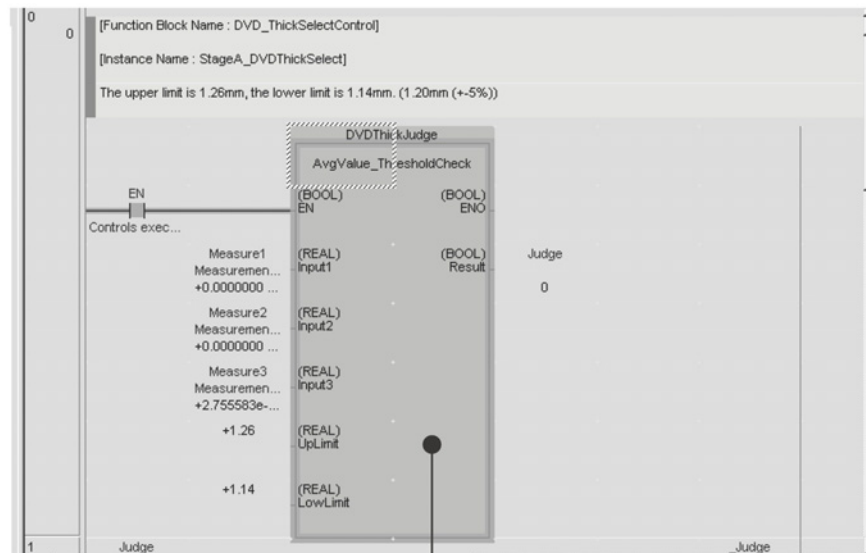 0
0
[Function Block Name : DVD_ThickSelectControl]
[Instance Name : StageA_DVDThickSelect]
The upper limit is 1.26mm, the lower limit is 1.14mm. (1.20mm (+-5%))
DVDThickJudge
AvgValue_ThresholdCheck
EN
Controls exec...
(BOOL)
EN
(BOOL)
ENO
Measure1
Measuremen...
+0.0000000 ...
(REAL)
Input1
(BOOL)
Result
Judge
0
Measure2
Measuremen...
+0.0000000 ...
(REAL)
Input2
Measure3
Measuremen...
+2.755583e-...
(REAL)
Input3
+1.26
(REAL)
UpLimit
+1.14
(REAL)
LowLimit
1
Judge
_Judge